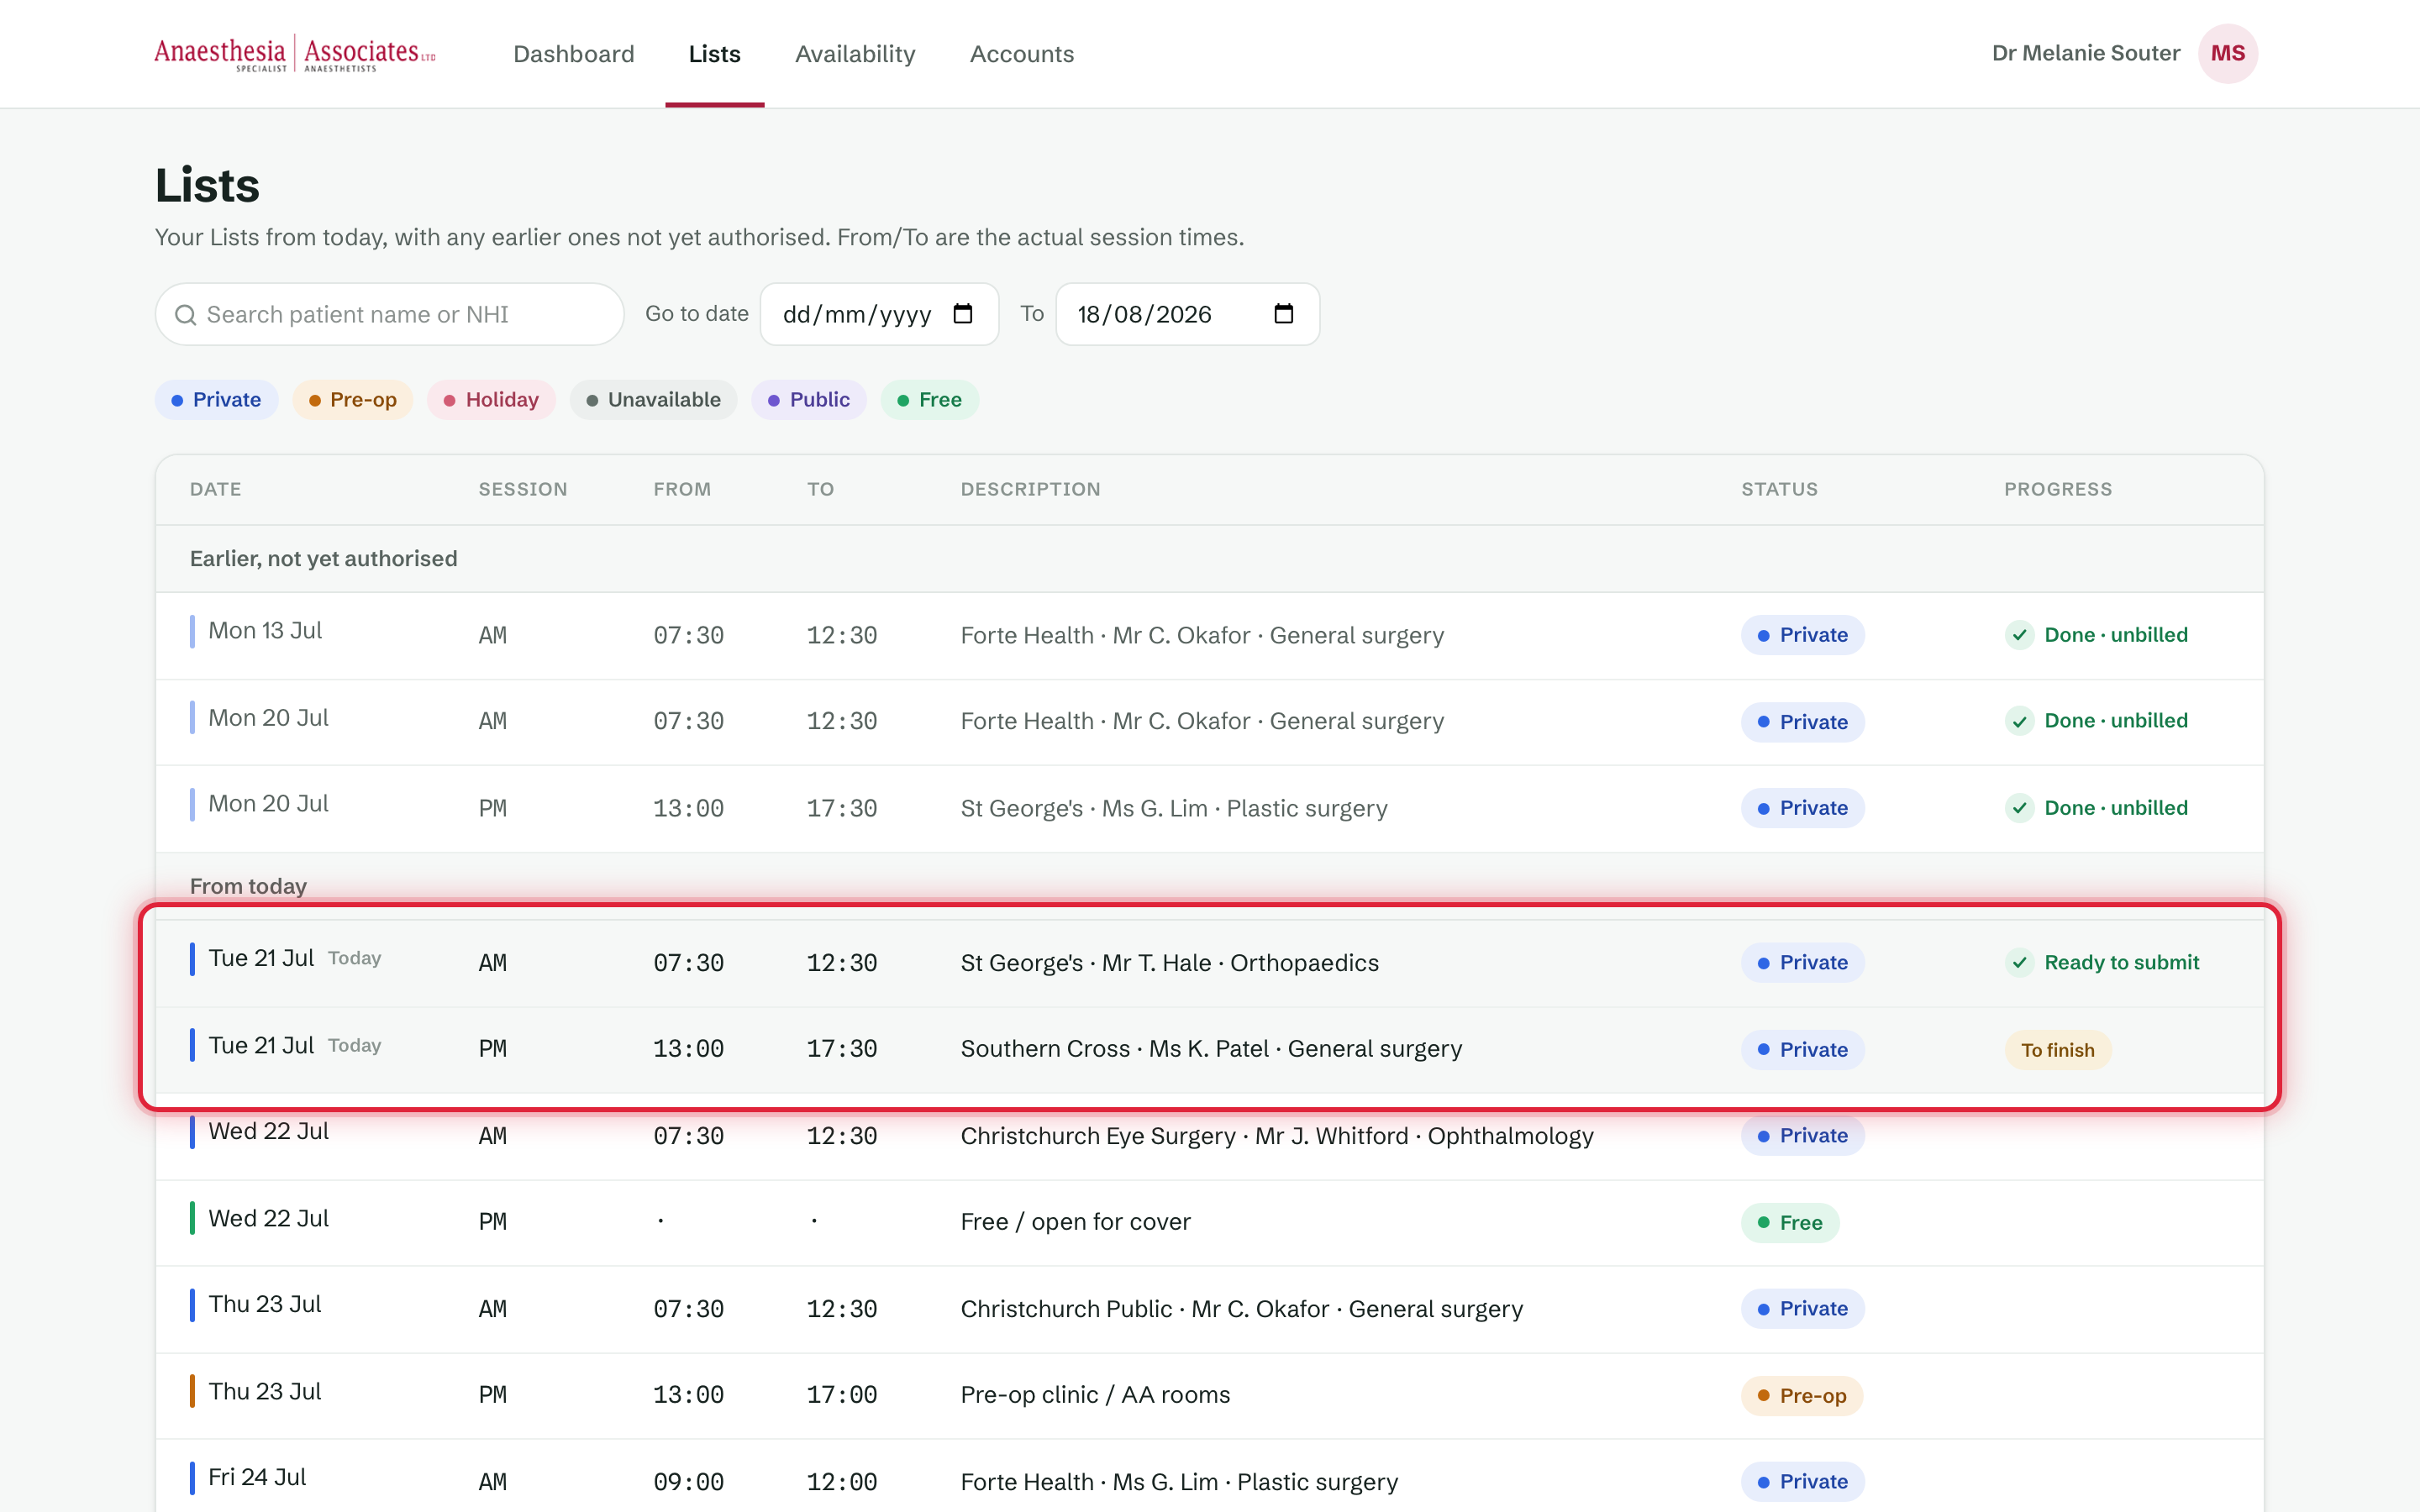 Anaesthesia | Associates LTD
SPECIALIST ANAESTHETISTS
Dashboard Lists Availability Accounts
Dr Melanie Souter MS
Lists
Your Lists from today, with any earlier ones not yet authorised. From/To are the actual session times.
Search patient name or NHI Go to date dd/mm/yyyy To 18/08/2026
Private Pre-op Holiday Unavailable Public Free
DATE SESSION FROM TO DESCRIPTION STATUS PROGRESS
Earlier, not yet authorised
Mon 13 Jul AM 07:30 12:30 Forte Health · Mr C. Okafor · General surgery Private Done · unbilled
Mon 20 Jul AM 07:30 12:30 Forte Health · Mr C. Okafor · General surgery Private Done · unbilled
Mon 20 Jul PM 13:00 17:30 St George's · Ms G. Lim · Plastic surgery Private Done · unbilled
From today
Tue 21 Jul Today AM 07:30 12:30 St George's · Mr T. Hale · Orthopaedics Private Ready to submit
Tue 21 Jul Today PM 13:00 17:30 Southern Cross · Ms K. Patel · General surgery Private To finish
Wed 22 Jul AM 07:30 12:30 Christchurch Eye Surgery · Mr J. Whitford · Ophthalmology Private
Wed 22 Jul PM · · Free / open for cover Free
Thu 23 Jul AM 07:30 12:30 Christchurch Public · Mr C. Okafor · General surgery Private
Thu 23 Jul PM 13:00 17:00 Pre-op clinic / AA rooms Pre-op
Fri 24 Jul AM 09:00 12:00 Forte Health · Ms G. Lim · Plastic surgery Private